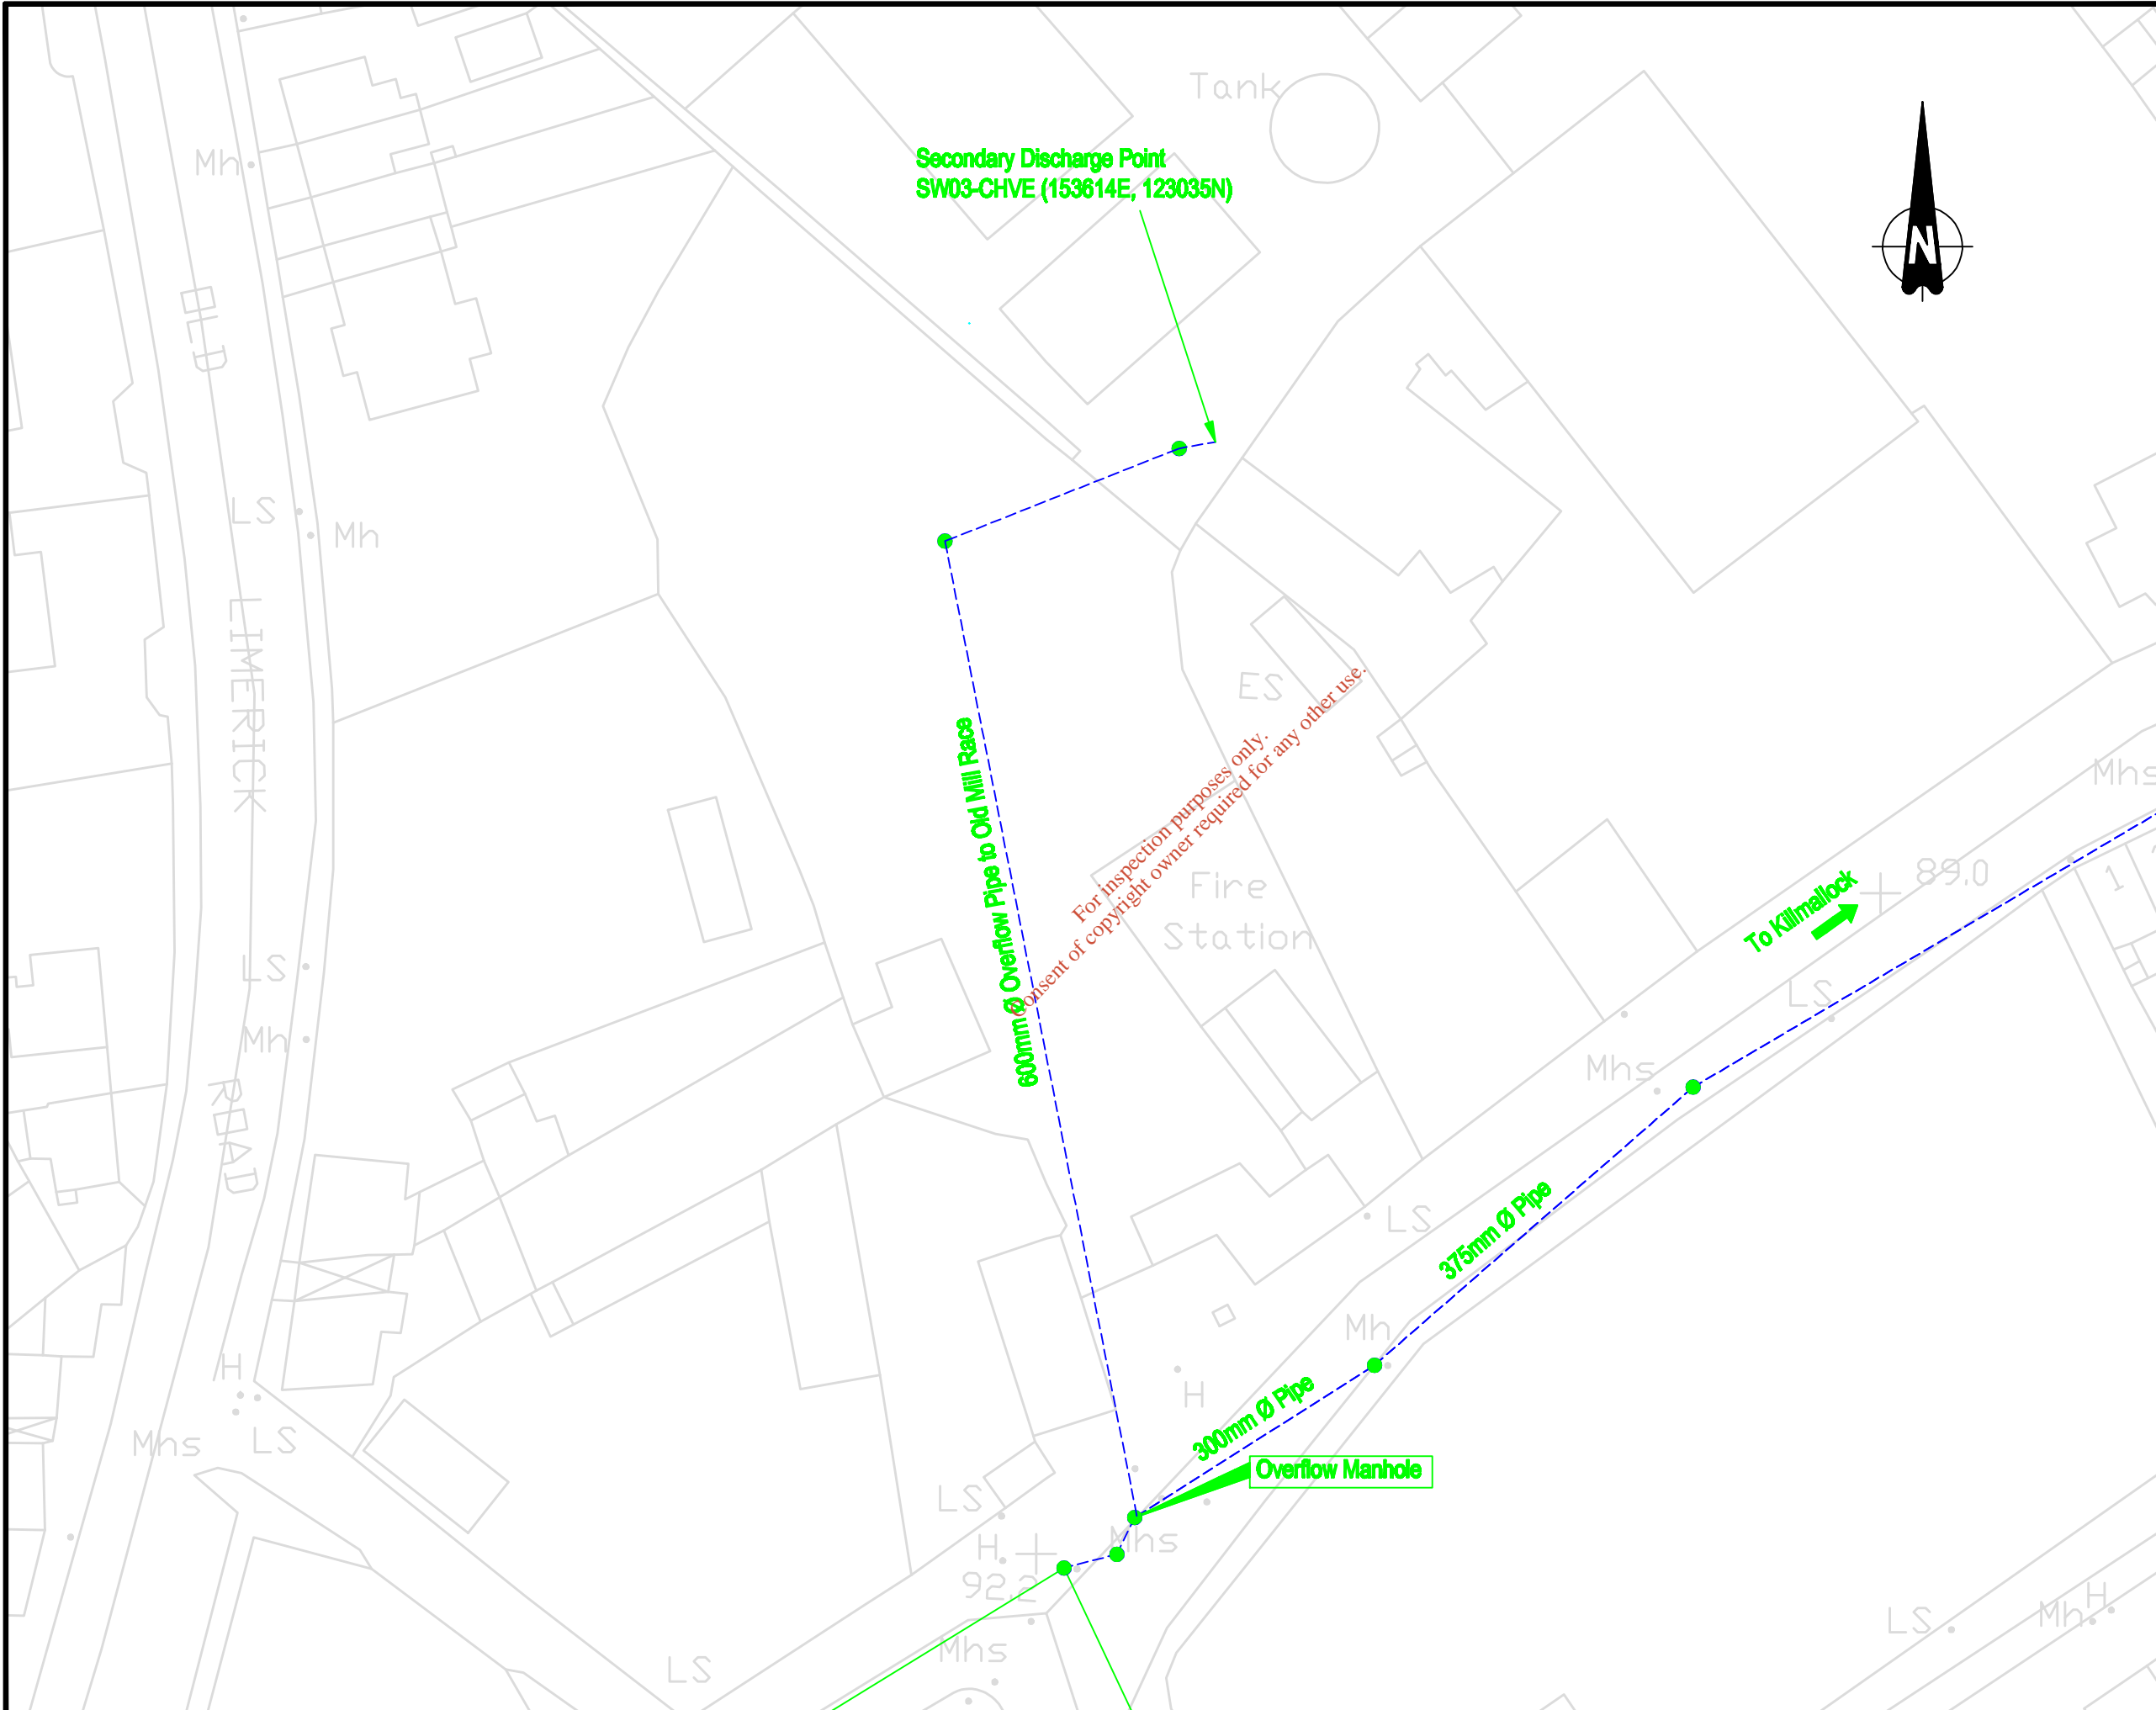 Tank
Secondary Discharge Point
SW03-CHVE (153614E, 123035N)
N
Mh
OLD
LIMERICK
ROAD
LS
Mh
ES
600mm Ø Overflow Pipe to Old Mill Race
For inspection purposes only.
Consent of copyright owner required for any other use.
Fire
Station
Mhs
89.0
1
To Killmallock
LS
LS
Mh
Mhs
LS
375mm Ø Pipe
Mh
H
300mm Ø Pipe
H
Mhs
LS
Overflow Manhole
LS
H
Mhs
92.2
Mhs
LS
LS
Mh
H